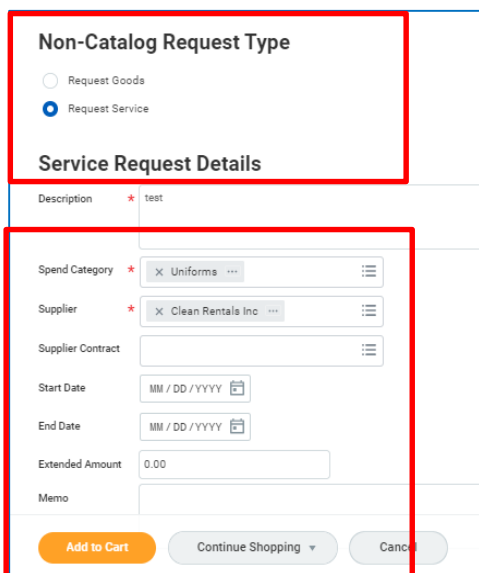 Non-Catalog Request Type
Request Goods
Request Service
Service Request Details
Description * test
Spend Category * × Uniforms ...
Supplier * × Clean Rentals Inc ...
Supplier Contract
Start Date MM / DD / YYYY
End Date MM / DD / YYYY
Extended Amount 0.00
Memo
Add to Cart Continue Shopping Cancel